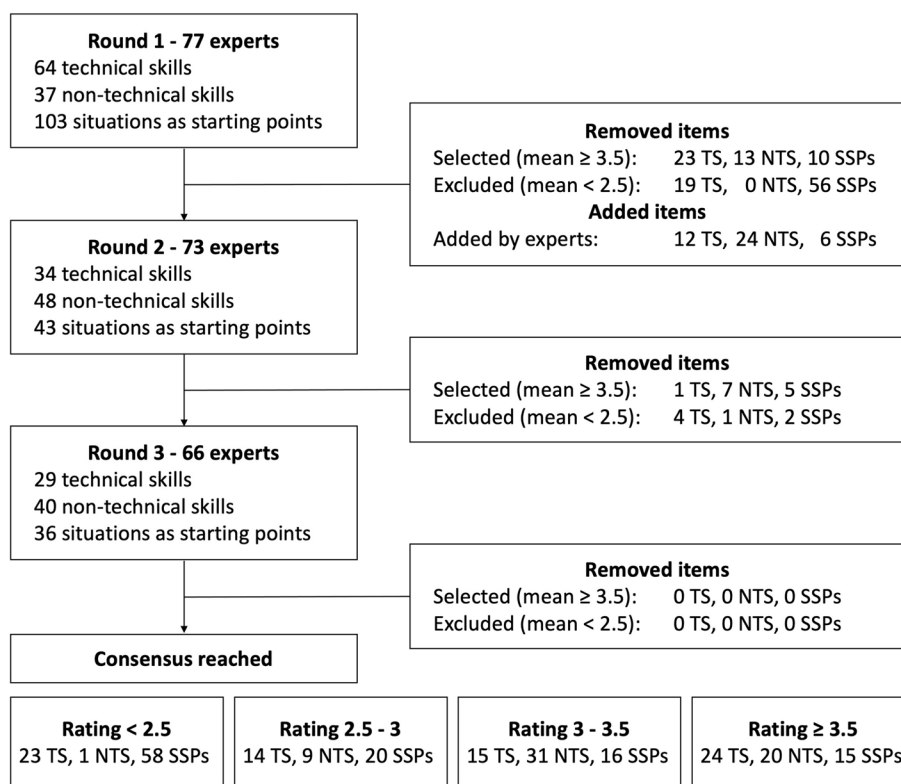 Round 1 - 77 experts
64 technical skills
37 non-technical skills
103 situations as starting points
Removed items
Selected (mean ≥ 3.5): 23 TS, 13 NTS, 10 SSPs
Excluded (mean < 2.5): 19 TS, 0 NTS, 56 SSPs
Added items
Added by experts: 12 TS, 24 NTS, 6 SSPs
Round 2 - 73 experts
34 technical skills
48 non-technical skills
43 situations as starting points
Removed items
Selected (mean ≥ 3.5): 1 TS, 7 NTS, 5 SSPs
Excluded (mean < 2.5): 4 TS, 1 NTS, 2 SSPs
Round 3 - 66 experts
29 technical skills
40 non-technical skills
36 situations as starting points
Removed items
Selected (mean ≥ 3.5): 0 TS, 0 NTS, 0 SSPs
Excluded (mean < 2.5): 0 TS, 0 NTS, 0 SSPs
Consensus reached
Rating < 2.5
23 TS, 1 NTS, 58 SSPs
Rating 2.5 - 3
14 TS, 9 NTS, 20 SSPs
Rating 3 - 3.5
15 TS, 31 NTS, 16 SSPs
Rating ≥ 3.5
24 TS, 20 NTS, 15 SSPs